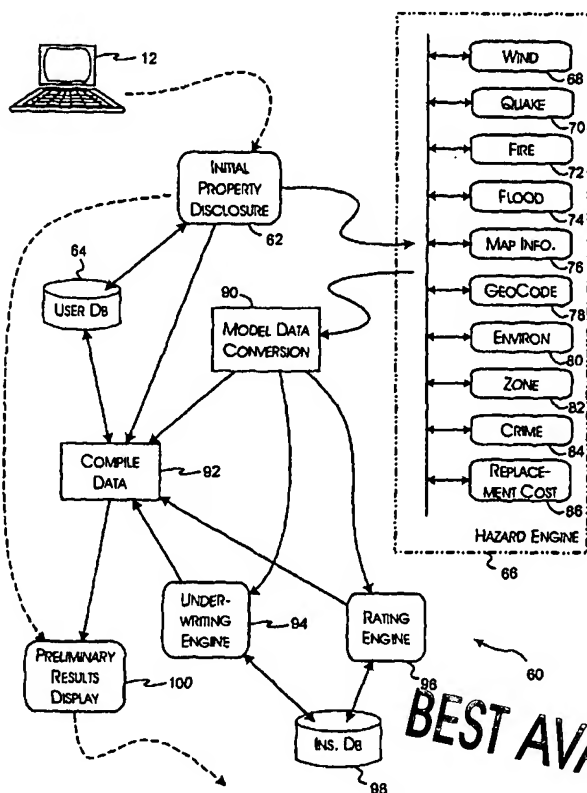 12
WIND
68
QUAKE
70
FIRE
72
FLOOD
74
MAP INFO.
76
GEOCODE
78
ENVIRON
80
ZONE
82
CRIME
84
REPLACE-
MENT COST
86
HAZARD ENGINE
66
INITIAL
PROPERTY
DISCLOSURE
62
64
USER DB
90
MODEL DATA
CONVERSION
COMPILE
DATA
92
UNDER-
WRITING
ENGINE
94
RATING
ENGINE
96
60
PRELIMINARY
RESULTS
DISPLAY
100
INS. DB
98
BEST AVA